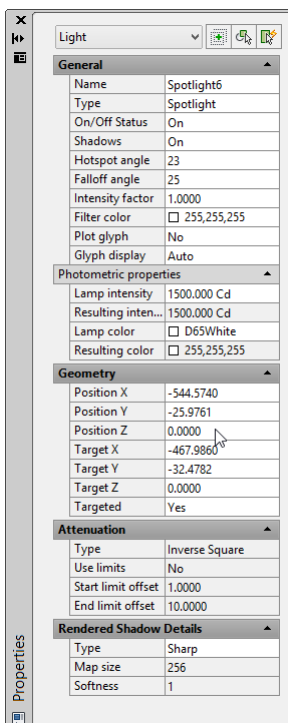 Light
General
Name Spotlight6
Type Spotlight
On/Off Status On
Shadows On
Hotspot angle 23
Falloff angle 25
Intensity factor 1.0000
Filter color 255,255,255
Plot glyph No
Glyph display Auto
Photometric properties
Lamp intensity 1500.000 Cd
Resulting inten... 1500.000 Cd
Lamp color D65White
Resulting color 255,255,255
Geometry
Position X -544.5740
Position Y -25.9761
Position Z 0.0000
Target X -467.9860
Target Y -32.4782
Target Z 0.0000
Targeted Yes
Attenuation
Type Inverse Square
Use limits No
Start limit offset 1.0000
End limit offset 10.0000
Rendered Shadow Details
Type Sharp
Map size 256
Softness 1
Properties